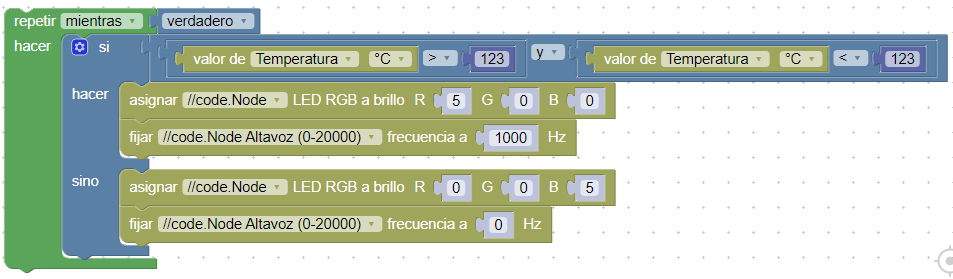 repetir mientras verdadero
hacer si valor de Temperatura °C > 123 y valor de Temperatura °C < 123
hacer asignar //code.Node LED RGB a brillo R 5 G 0 B 0
fijar //code.Node Altavoz (0-20000) frecuencia a 1000 Hz
sino asignar //code.Node LED RGB a brillo R 0 G 0 B 5
fijar //code.Node Altavoz (0-20000) frecuencia a 0 Hz